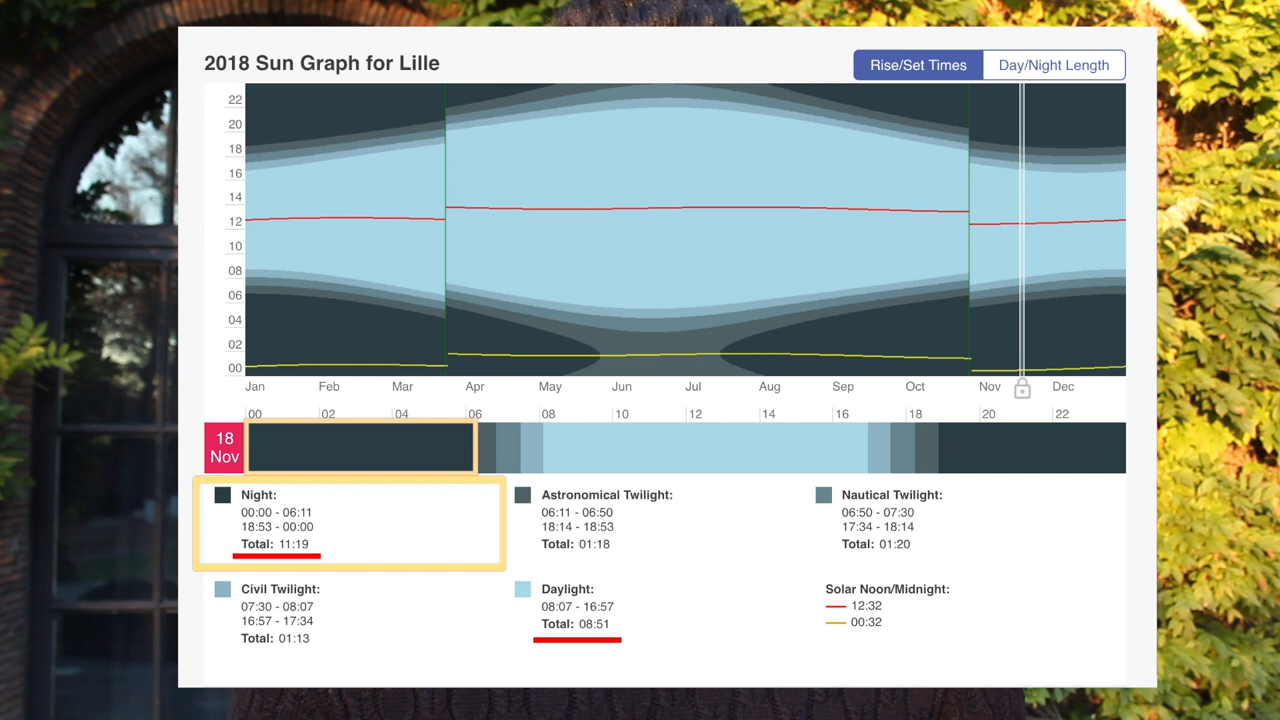 2018 Sun Graph for Lille
Rise/Set Times
Day/Night Length
22
20
18
16
14
12
10
08
06
04
02
00
Jan Feb Mar Apr May Jun Jul Aug Sep Oct Nov Dec
00 02 04 06 08 10 12 14 16 18 20 22
18
Nov
Night:
00:00 - 06:11
18:53 - 00:00
Total: 11:19
Astronomical Twilight:
06:11 - 06:50
18:14 - 18:53
Total: 01:18
Nautical Twilight:
06:50 - 07:30
17:34 - 18:14
Total: 01:20
Civil Twilight:
07:30 - 08:07
16:57 - 17:34
Total: 01:13
Daylight:
08:07 - 16:57
Total: 08:51
Solar Noon/Midnight:
12:32
00:32